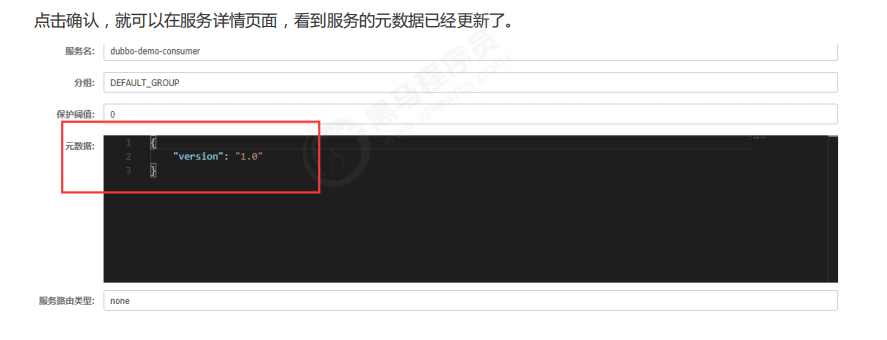 点击确认，就可以在服务详情页面，看到服务的元数据已经更新了。
服务名: dubbo-demo-consumer
分组: DEFAULT_GROUP
保护阈值: 0
元数据: 1 {
2 "version": "1.0"
3 }
服务路由类型: none
黑马程序员
www.itheima.com